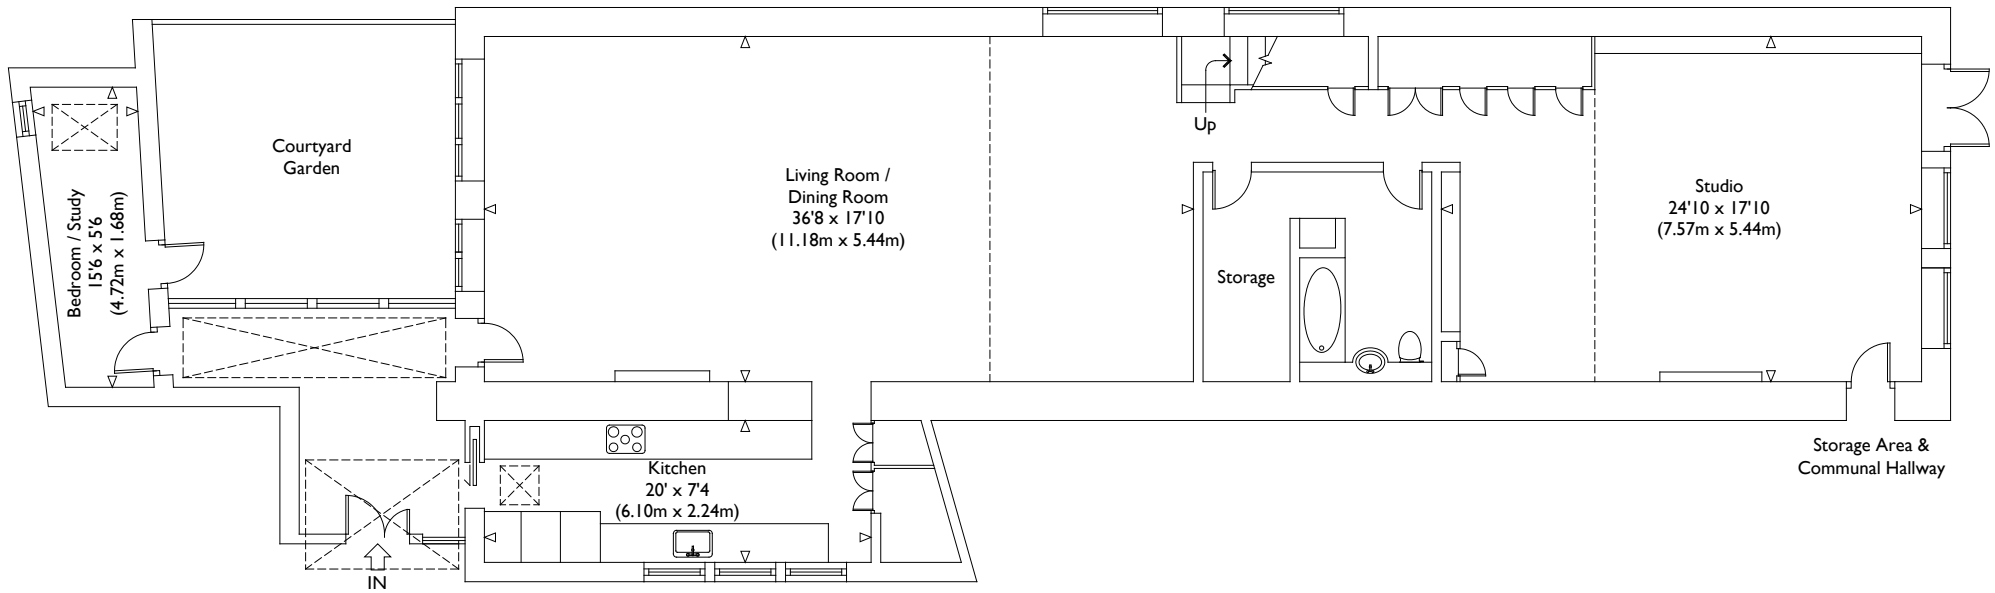 Courtyard
Garden
Bedroom / Study
15'6 x 5'6
(4.72m x 1.68m)
Living Room /
Dining Room
36'8 x 17'10
(11.18m x 5.44m)
Up
Storage
Studio
24'10 x 17'10
(7.57m x 5.44m)
Storage Area &
Communal Hallway
Kitchen
20' x 7'4
(6.10m x 2.24m)
IN